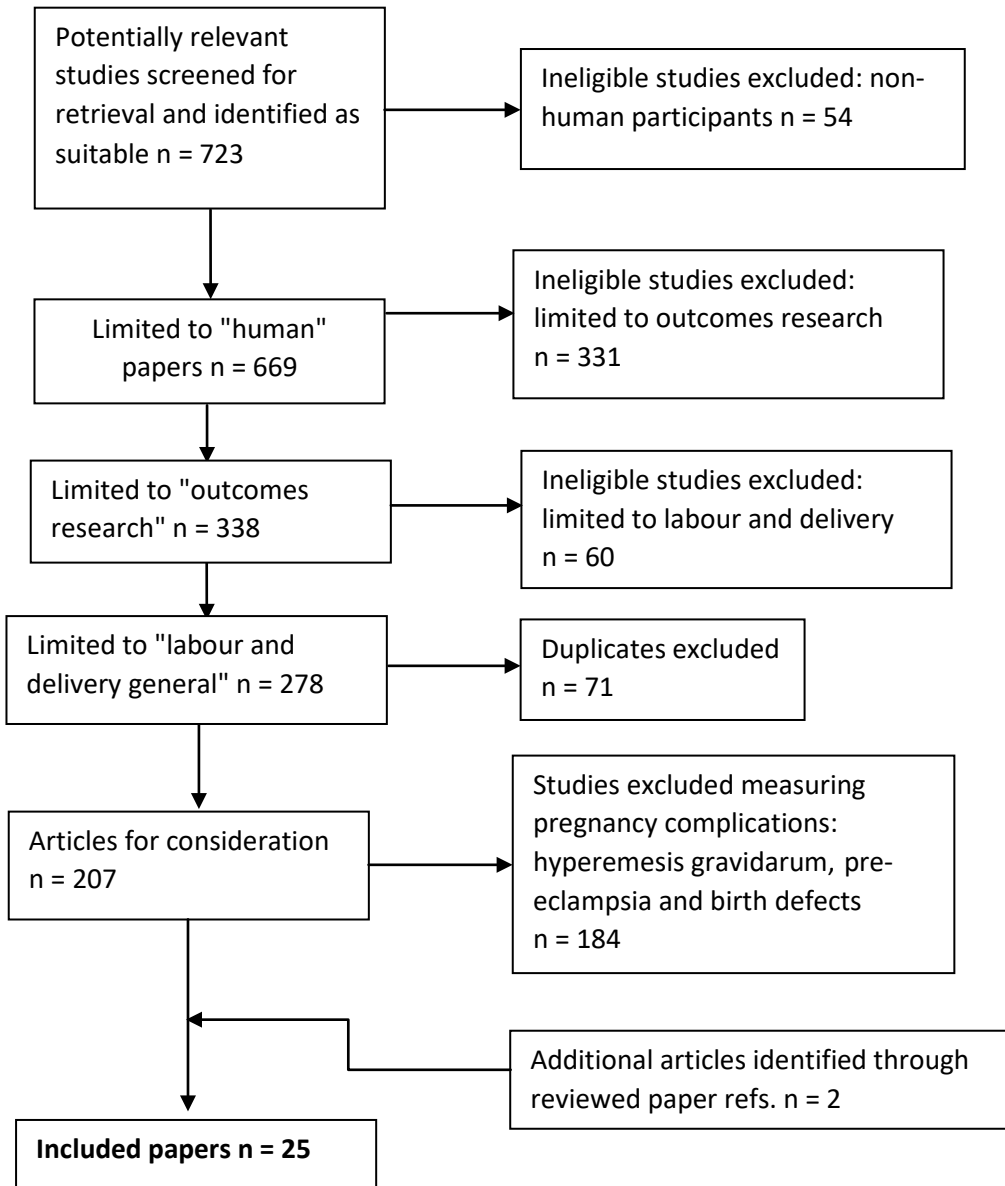 Potentially relevant
studies screened for
retrieval and identified as
suitable n = 723
Ineligible studies excluded: non-
human participants n = 54
Limited to "human"
papers n = 669
Ineligible studies excluded:
limited to outcomes research
n = 331
Limited to "outcomes
research" n = 338
Ineligible studies excluded:
limited to labour and delivery
n = 60
Limited to "labour and
delivery general" n = 278
Duplicates excluded
n = 71
Articles for consideration
n = 207
Studies excluded measuring
pregnancy complications:
hyperemesis gravidarum, pre-
eclampsia and birth defects
n = 184
Additional articles identified through
reviewed paper refs. n = 2
Included papers n = 25